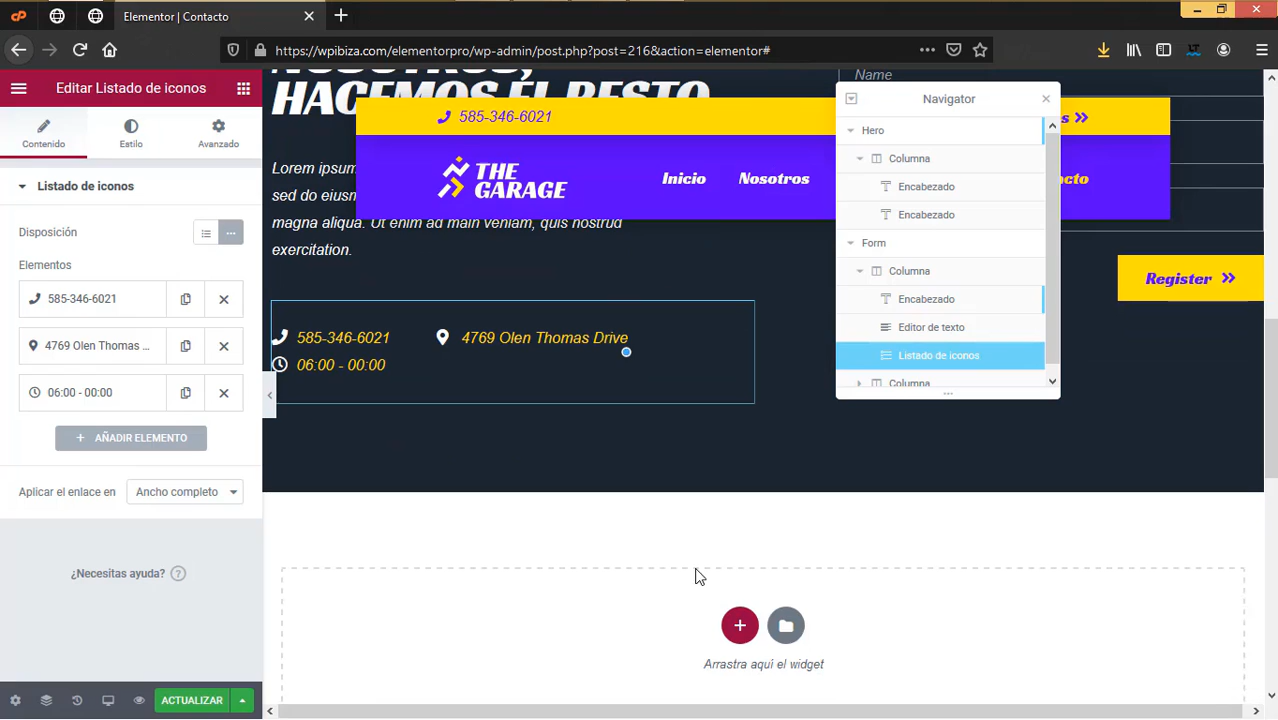 Elementor | Contacto
https://wpibiza.com/elementorpro/wp-admin/post.php?post=216&action=elementor#
Editar Listado de iconos
Contenido
Estilo
Avanzado
Listado de iconos
Disposición
Elementos
585-346-6021
4769 Olen Thomas ...
06:00 - 00:00
AÑADIR ELEMENTO
Aplicar el enlace en
Ancho completo
¿Necesitas ayuda?
ACTUALIZAR
NOSOTROS,
HACEMOS EL RESTO
585-346-6021
THE
GARAGE
Inicio
Nosotros
Lorem ipsum
sed do eiusm
magna aliqua. Ut enim ad main veniam, quis nostrud
exercitation.
585-346-6021
4769 Olen Thomas Drive
06:00 - 00:00
Arrastra aquí el widget
Name
Register
Navigator
Hero
Columna
Encabezado
Encabezado
Form
Columna
Encabezado
Editor de texto
Listado de iconos
Columna